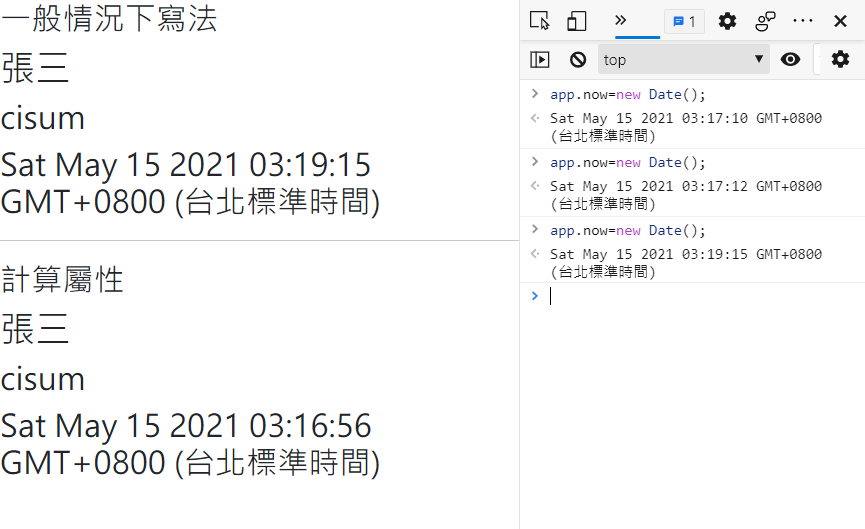 一般情況下寫法
張三
cisum
Sat May 15 2021 03:19:15
GMT+0800 (台北標準時間)
計算屬性
張三
cisum
Sat May 15 2021 03:16:56
GMT+0800 (台北標準時間)
1
top
app.now=new Date();
Sat May 15 2021 03:17:10 GMT+0800
(台北標準時間)
app.now=new Date();
Sat May 15 2021 03:17:12 GMT+0800
(台北標準時間)
app.now=new Date();
Sat May 15 2021 03:19:15 GMT+0800
(台北標準時間)